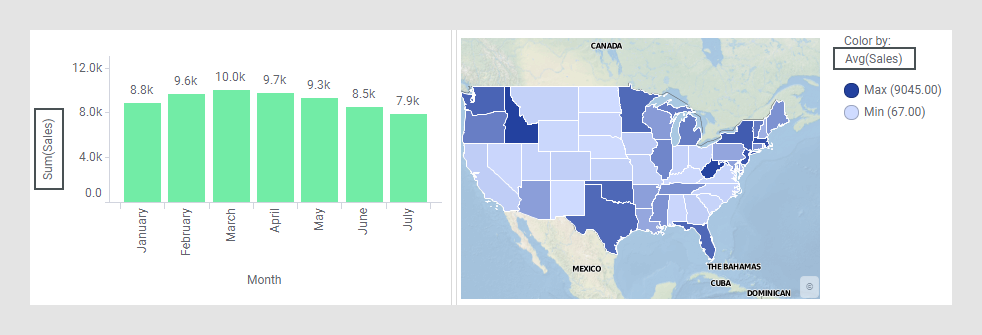 12.0k
8.0k
4.0k
0.0
Sum(Sales)
8.8k
9.6k
10.0k
9.7k
9.3k
8.5k
7.9k
January
February
March
April
May
June
July
Month
CANADA
MEXICO
THE BAHAMAS
CUBA
DOMINICAN
©
Color by:
Avg(Sales)
Max (9045.00)
Min (67.00)